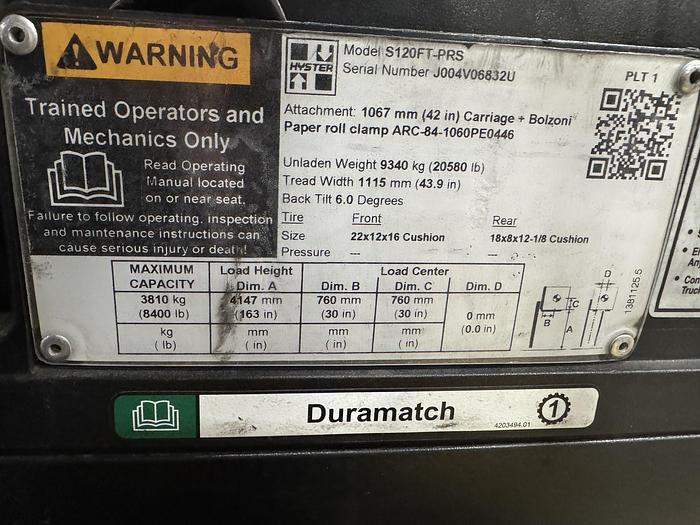 WARNING
Trained Operators and
Mechanics Only
Read Operating
Manual located
on or near seat.
Failure to follow operating, inspection
and maintenance instructions can
cause serious injury or death!
HYSTER
Model S120FT-PRS
Serial Number J004V06832U
PLT 1
Attachment: 1067 mm (42 in) Carriage + Bolzoni
Paper roll clamp ARC-84-1060PE0446
Unladen Weight 9340 kg (20580 lb)
Tread Width 1115 mm (43.9 in)
Back Tilt 6.0 Degrees
Tire Front Rear
Size 22x12x16 Cushion 18x8x12-1/8 Cushion
Pressure --- ---
MAXIMUM CAPACITY Load Height Dim. A Load Center Dim. B Dim. C Dim. D
3810 kg 4147 mm 760 mm 760 mm 0 mm
(8400 lb) (163 in) (30 in) (30 in) (0.0 in)
kg mm mm mm
( lb) ( in) ( in) ( in)
B A C D
1381125.5
Duramatch
4203494.01
1